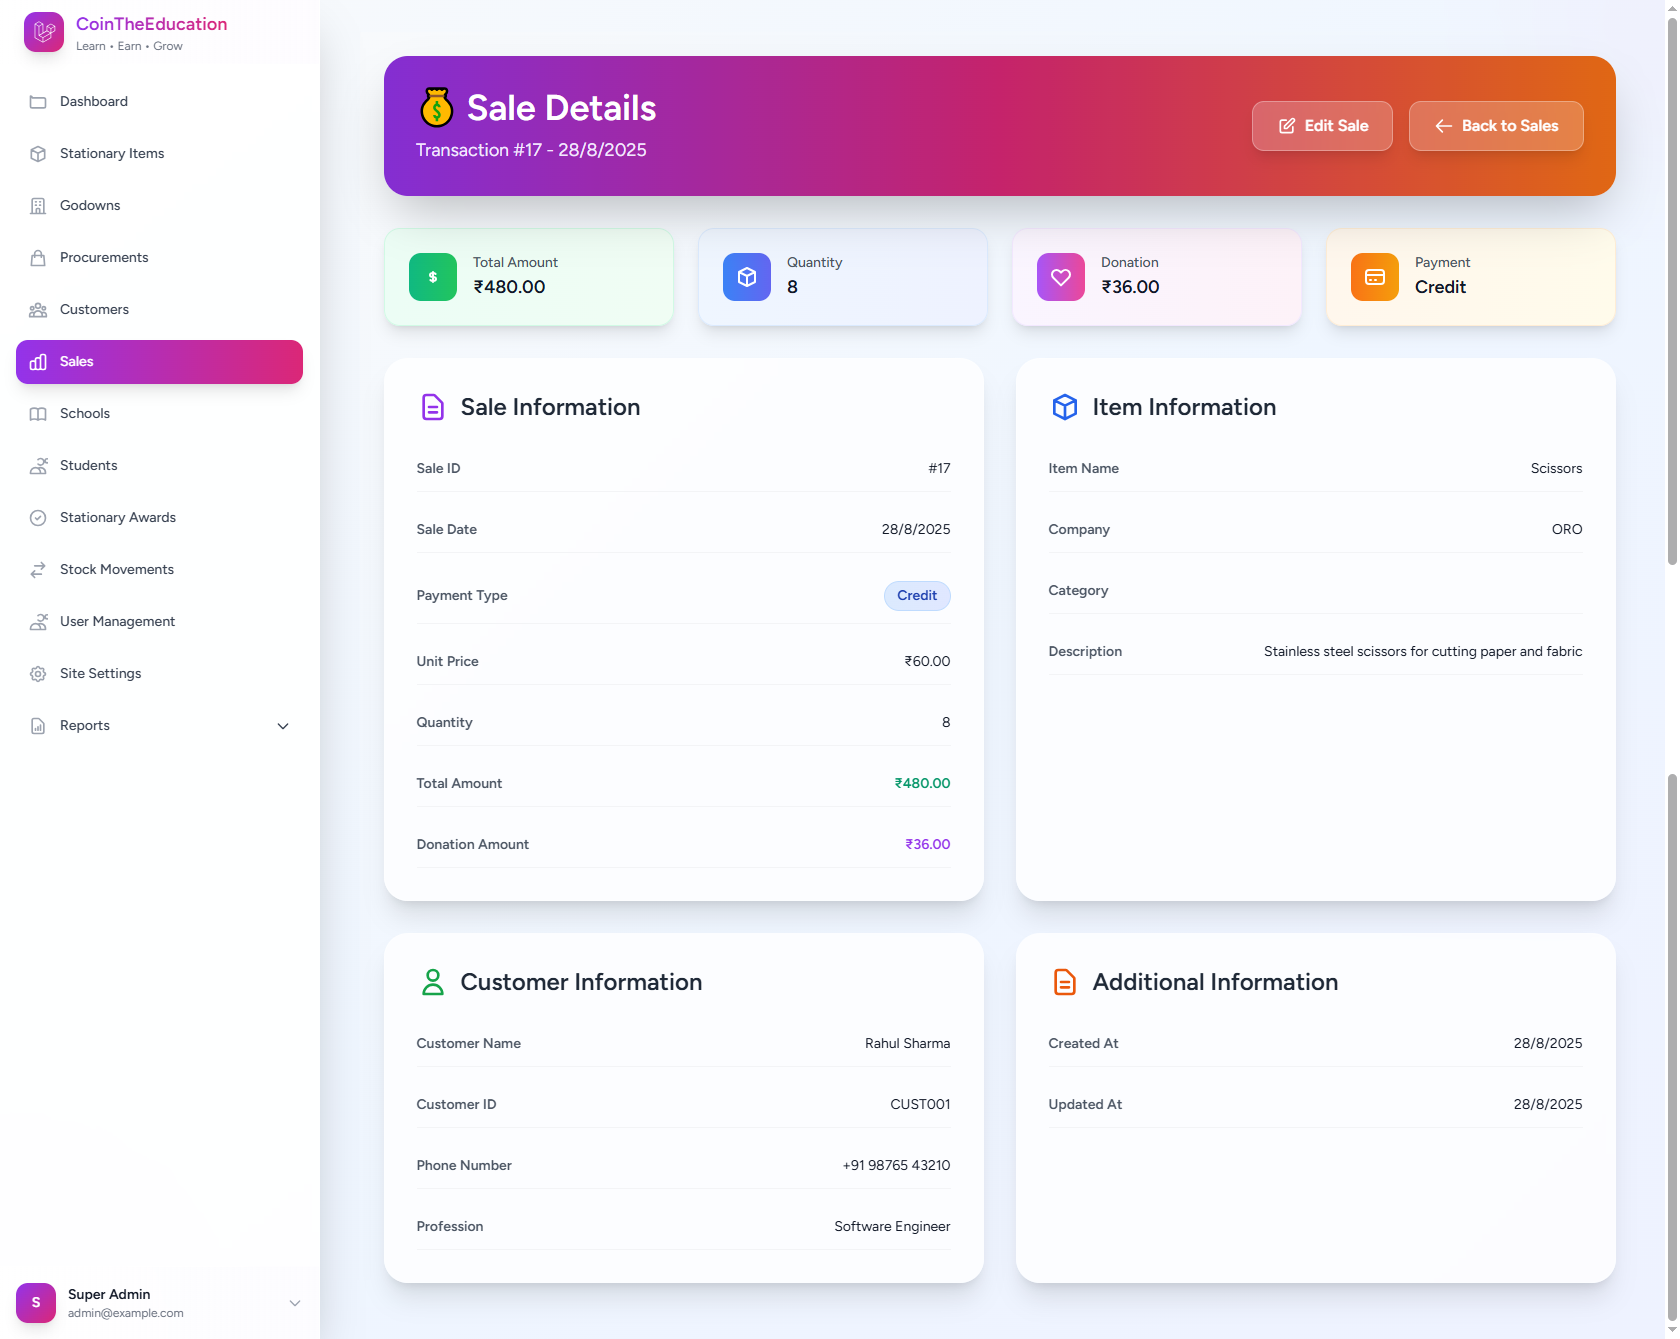 CoinTheEducation
Learn • Earn • Grow
Dashboard
Stationary Items
Godowns
Procurements
Customers
Sales
Schools
Students
Stationary Awards
Stock Movements
User Management
Site Settings
Reports
S
Super Admin
admin@example.com
Sale Details
Transaction #17 - 28/8/2025
Edit Sale
Back to Sales
Total Amount
₹480.00
Quantity
8
Donation
₹36.00
Payment
Credit
Sale Information
Sale ID #17
Sale Date 28/8/2025
Payment Type Credit
Unit Price ₹60.00
Quantity 8
Total Amount ₹480.00
Donation Amount ₹36.00
Item Information
Item Name Scissors
Company ORO
Category
Description Stainless steel scissors for cutting paper and fabric
Customer Information
Customer Name Rahul Sharma
Customer ID CUST001
Phone Number +91 98765 43210
Profession Software Engineer
Additional Information
Created At 28/8/2025
Updated At 28/8/2025